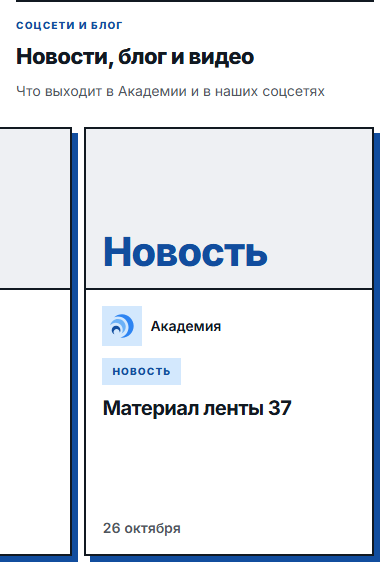 СОЦСЕТИ И БЛОГ
Новости, блог и видео
Что выходит в Академии и в наших соцсетях
Новость
Академия
НОВОСТЬ
Материал ленты 37
26 октября